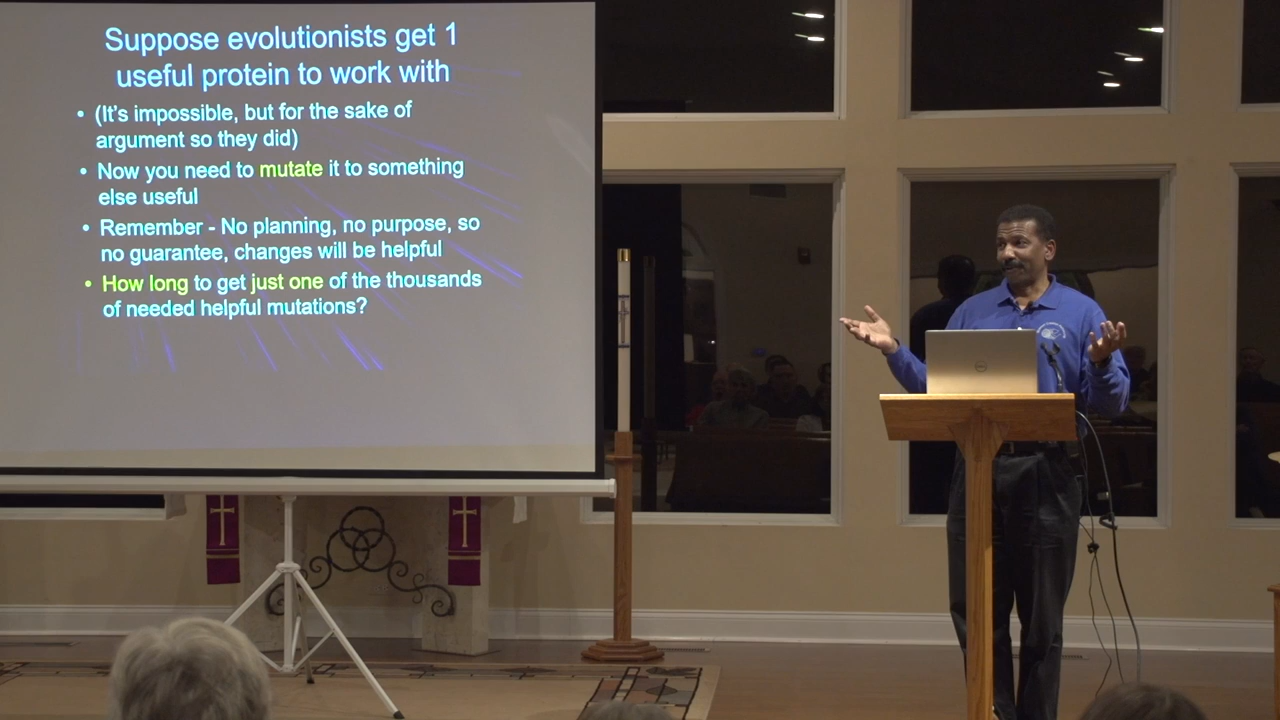 Suppose evolutionists get 1
useful protein to work with
• (It's impossible, but for the sake of
argument so they did)
• Now you need to mutate it to something
else useful
• Remember - No planning, no purpose, so
no guarantee, changes will be helpful
• How long to get just one of the thousands
of needed helpful mutations?